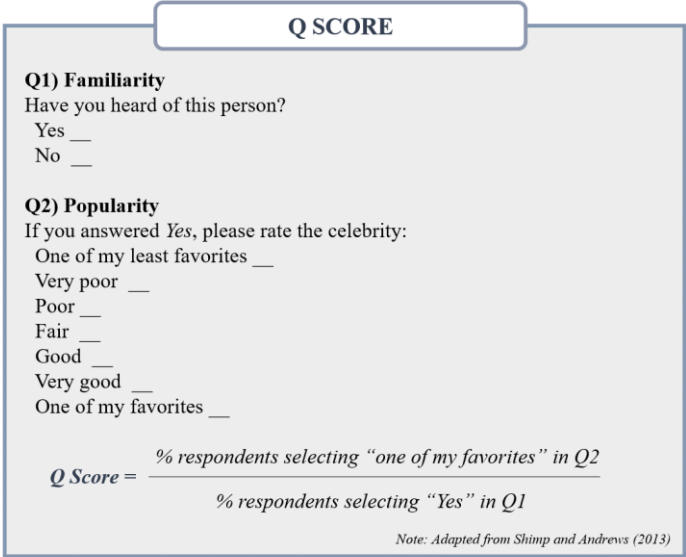 Q SCORE
Q1) Familiarity
Have you heard of this person?
Yes __
No __
Q2) Popularity
If you answered Yes, please rate the celebrity:
One of my least favorites __
Very poor __
Poor __
Fair __
Good __
Very good __
One of my favorites __
% respondents selecting “one of my favorites” in Q2
Q Score =
% respondents selecting “Yes” in Q1
Note: Adapted from Shimp and Andrews (2013)